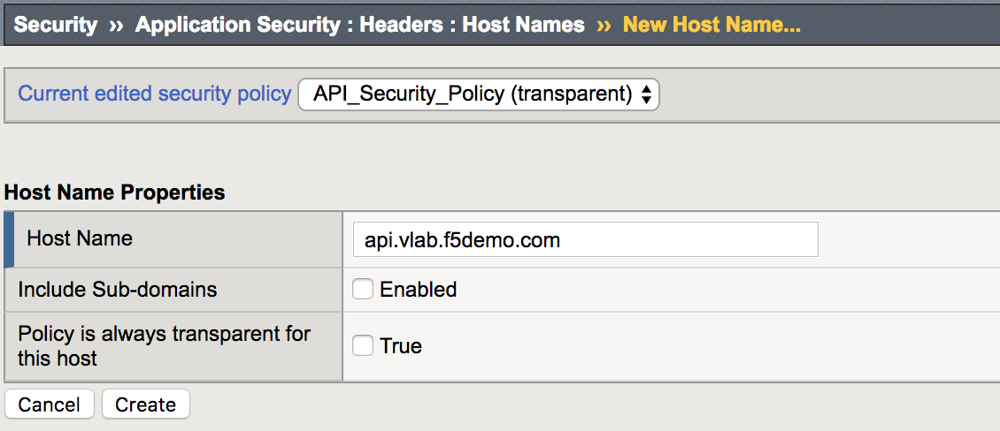 Security ›› Application Security : Headers : Host Names ›› New Host Name...
Current edited security policy API_Security_Policy (transparent)
Host Name Properties
Host Name api.vlab.f5demo.com
Include Sub-domains Enabled
Policy is always transparent for
this host True
Cancel Create